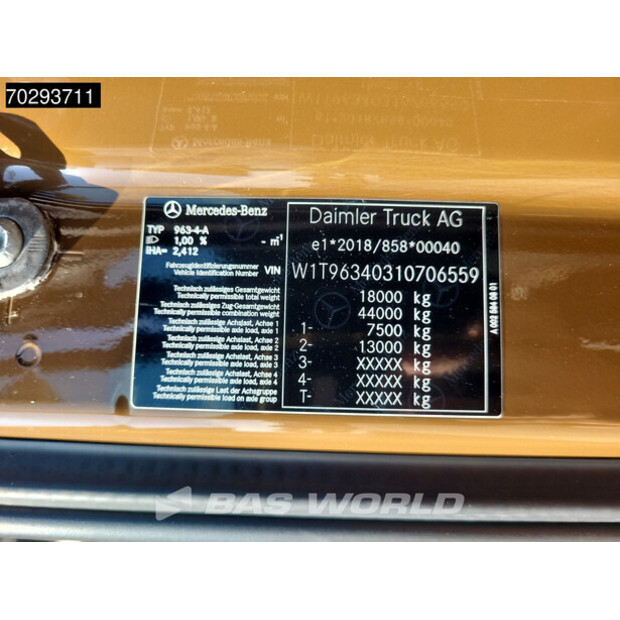 70293711
Mercedes-Benz
Daimler Truck AG
TYP 963-4-A
1,00 % - m⁻¹
e1*2018/858*00040
IHA= 2,412
Fahrzeugidentifizierungsnummer
Vehicle Identification Number VIN W1T96340310706559
Technisch zulässiges Gesamtgewicht
Technically permissible total weight 18000 kg
Technisch zulässiges Zug-Gesamtgewicht
Technically permissible combination weight 44000 kg
Technisch zulässige Achslast, Achse 1
Technically permissible axle load, axle 1 1- 7500 kg
Technisch zulässige Achslast, Achse 2
Technically permissible axle load, axle 2 2- 13000 kg
Technisch zulässige Achslast, Achse 3
Technically permissible axle load, axle 3 3- XXXXX kg
Technisch zulässige Achslast, Achse 4
Technically permissible axle load, axle 4 4- XXXXX kg
Technisch zulässige Last der Achsgruppe
Technically permissible load on axle group T- XXXXX kg
BAS WORLD